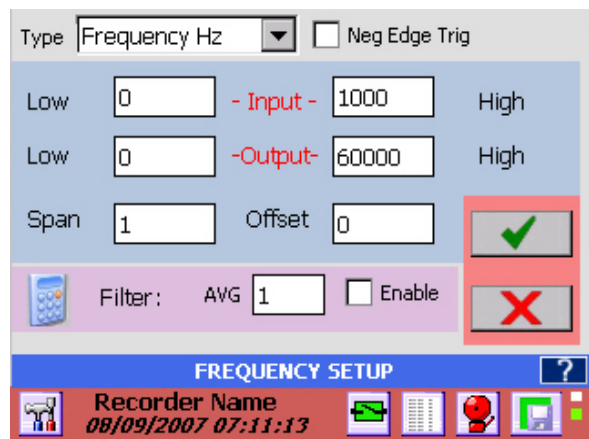 Type Frequency Hz Neg Edge Trig
Low 0 - Input - 1000 High
Low 0 -Output- 60000 High
Span 1 Offset 0
Filter: AVG 1 Enable
FREQUENCY SETUP ?
Recorder Name
08/09/2007 07:11:13